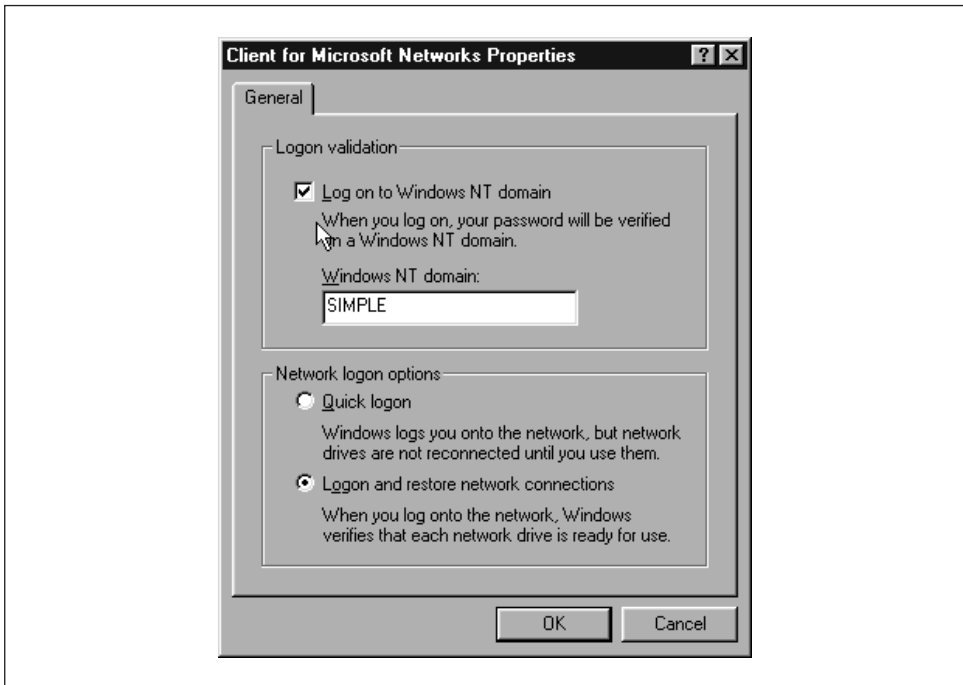 Client for Microsoft Networks Properties
General
Logon validation
Log on to Windows NT domain
When you log on, your password will be verified
a Windows NT domain.
Windows NT domain:
SIMPLE
Network logon options
Quick logon
Windows logs you onto the network, but network
drives are not reconnected until you use them.
Logon and restore network connections
When you log onto the network, Windows
verifies that each network drive is ready for use.
OK
Cancel